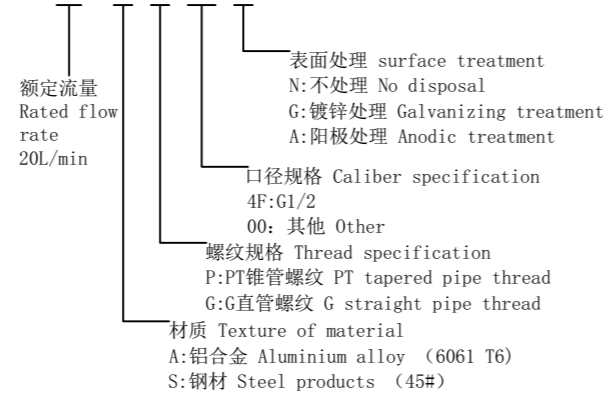 表面处理 surface treatment
N:不处理 No disposal
G:镀锌处理 Galvanizing treatment
A:阳极处理 Anodic treatment
额定流量
Rated flow
rate
20L/min
口径规格 Caliber specification
4F:G1/2
00: 其他 Other
螺纹规格 Thread specification
P:PT锥管螺纹 PT tapered pipe thread
G:G直管螺纹 G straight pipe thread
材质 Texture of material
A:铝合金 Aluminium alloy （6061 T6)
S:钢材 Steel products （45#）